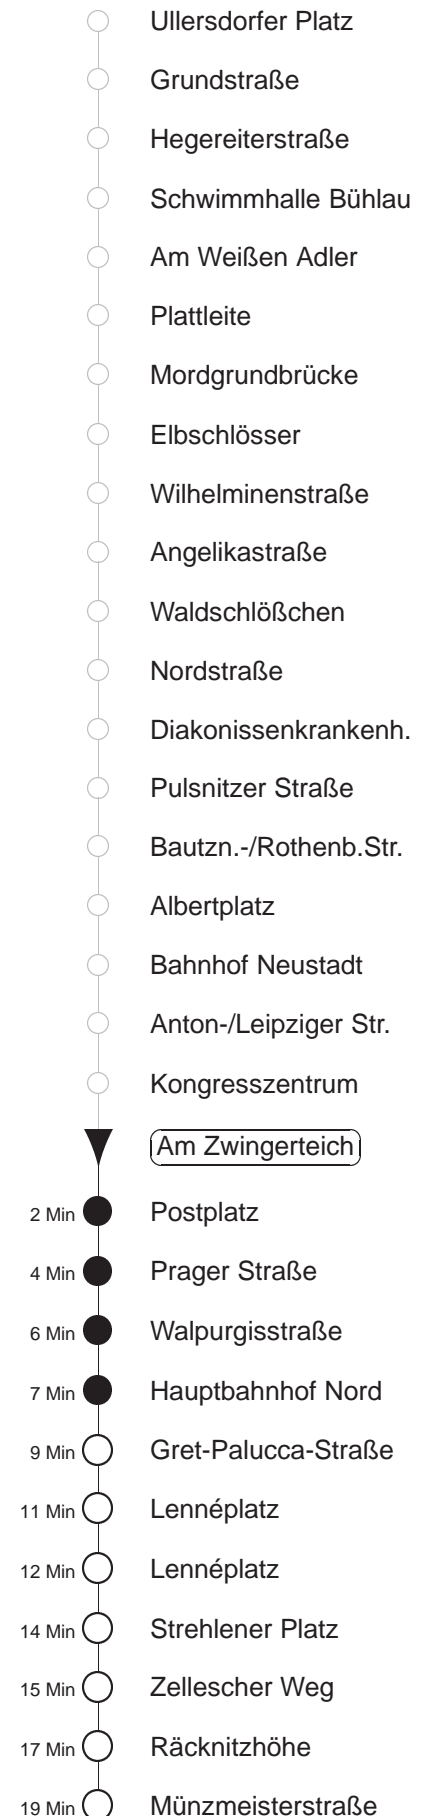 Ullersdorfer Platz
Grundstraße
Hegereiterstraße
Schwimmhalle Bühlau
Am Weißen Adler
Plattleite
Mordgrundbrücke
Elbschlösser
Wilhelminenstraße
Angelikastraße
Waldschlößchen
Nordstraße
Diakonissenkrankenh.
Pulsnitzer Straße
Bautzn.-/Rothenb.Str.
Albertplatz
Bahnhof Neustadt
Anton-/Leipziger Str.
Kongresszentrum
Am Zwingerteich
2 Min Postplatz
4 Min Prager Straße
6 Min Walpurgisstraße
7 Min Hauptbahnhof Nord
9 Min Gret-Palucca-Straße
11 Min Lennéplatz
12 Min Lennéplatz
14 Min Strehlener Platz
15 Min Zellescher Weg
17 Min Räcknitzhöhe
19 Min Münzmeisterstraße